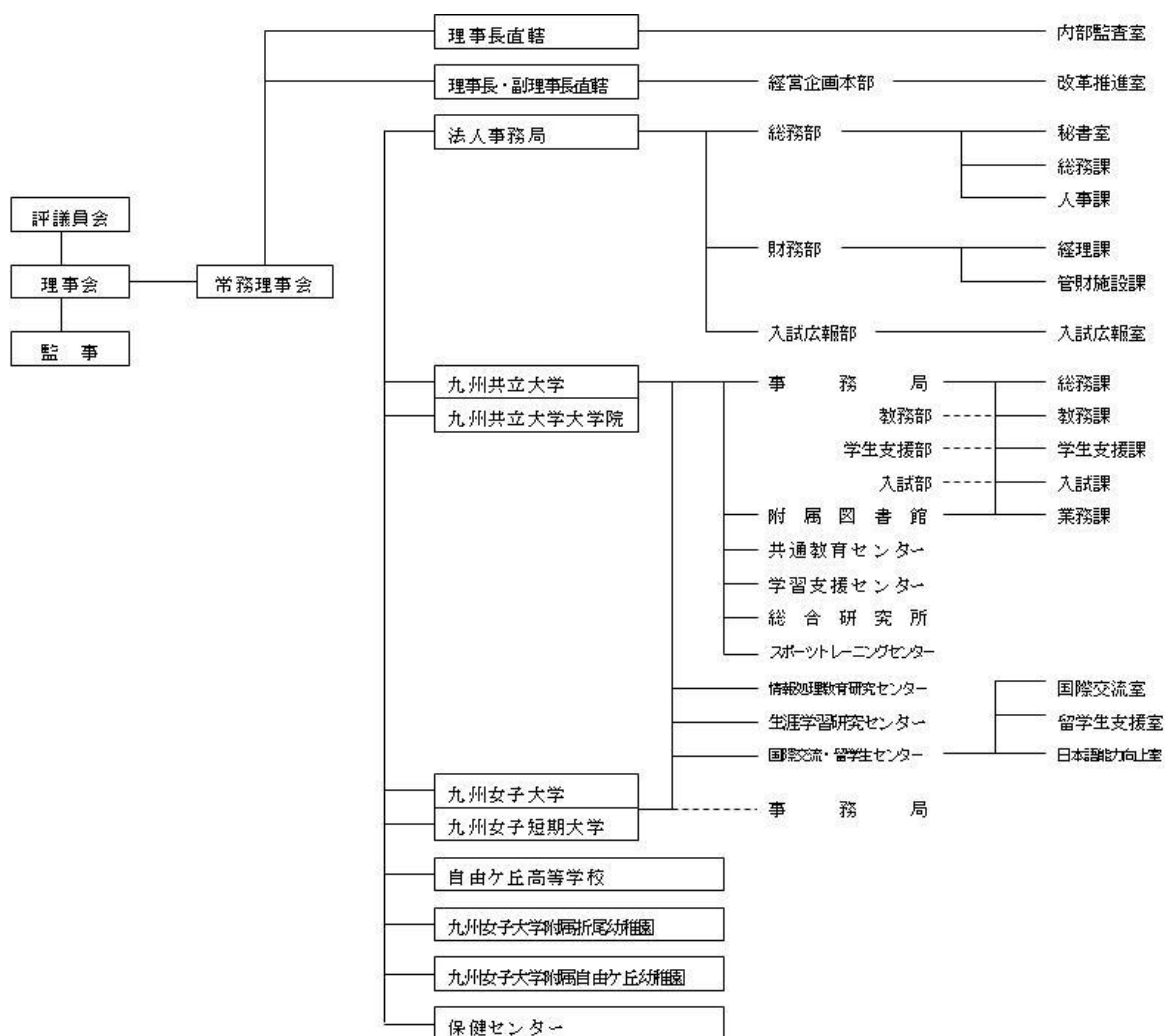 理事長直轄
内部監査室
理事長・副理事長直轄
経営企画本部
改革推進室
法人事務局
総務部
秘書室
総務課
人事課
評議員会
理事会
常務理事会
監　事
財務部
経理課
管財施設課
入試広報部
入試広報室
九州共立大学
九州共立大学大学院
事　務　局
総務課
教務部
教務課
学生支援部
学生支援課
入試部
入試課
附属図書館
業務課
共通教育センター
学習支援センター
総合研究所
スポーツトレーニングセンター
情報処理教育研究センター
生涯学習研究センター
国際交流・留学生センター
国際交流室
留学生支援室
日本語能力向上室
九州女子大学
九州女子短期大学
事　務　局
自由ケ丘高等学校
九州女子大学附属折尾幼稚園
九州女子大学附属自由ケ丘幼稚園
保健センター